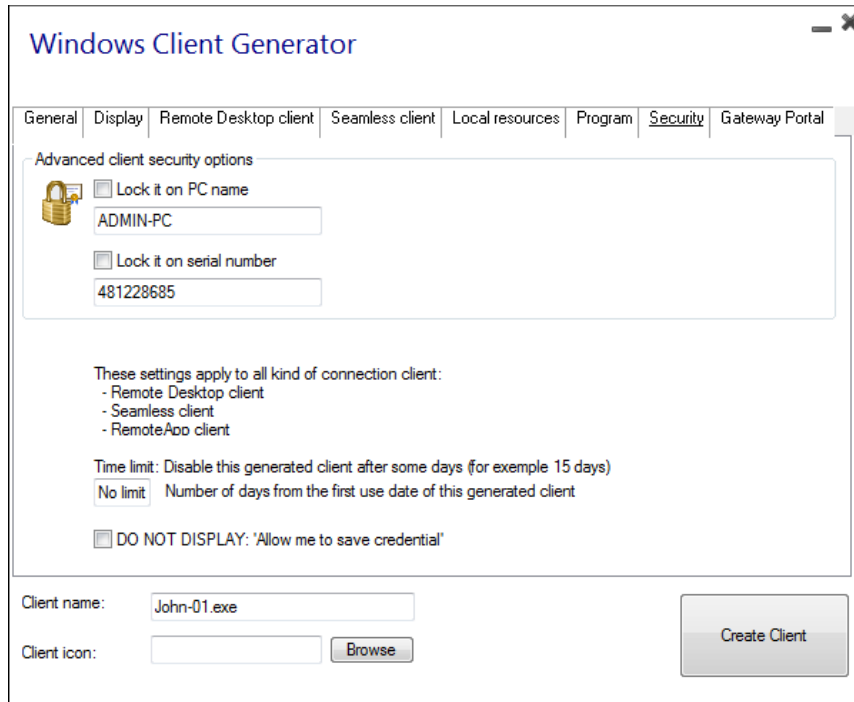 Windows Client Generator
General Display Remote Desktop client Seamless client Local resources Program Security Gateway Portal
Advanced client security options
Lock it on PC name
ADMIN-PC
Lock it on serial number
481228685
These settings apply to all kind of connection client:
- Remote Desktop client
- Seamless client
- RemoteApp client
Time limit: Disable this generated client after some days (for exemple 15 days)
No limit Number of days from the first use date of this generated client
DO NOT DISPLAY: 'Allow me to save credential'
Client name: John-01.exe
Create Client
Client icon: Browse